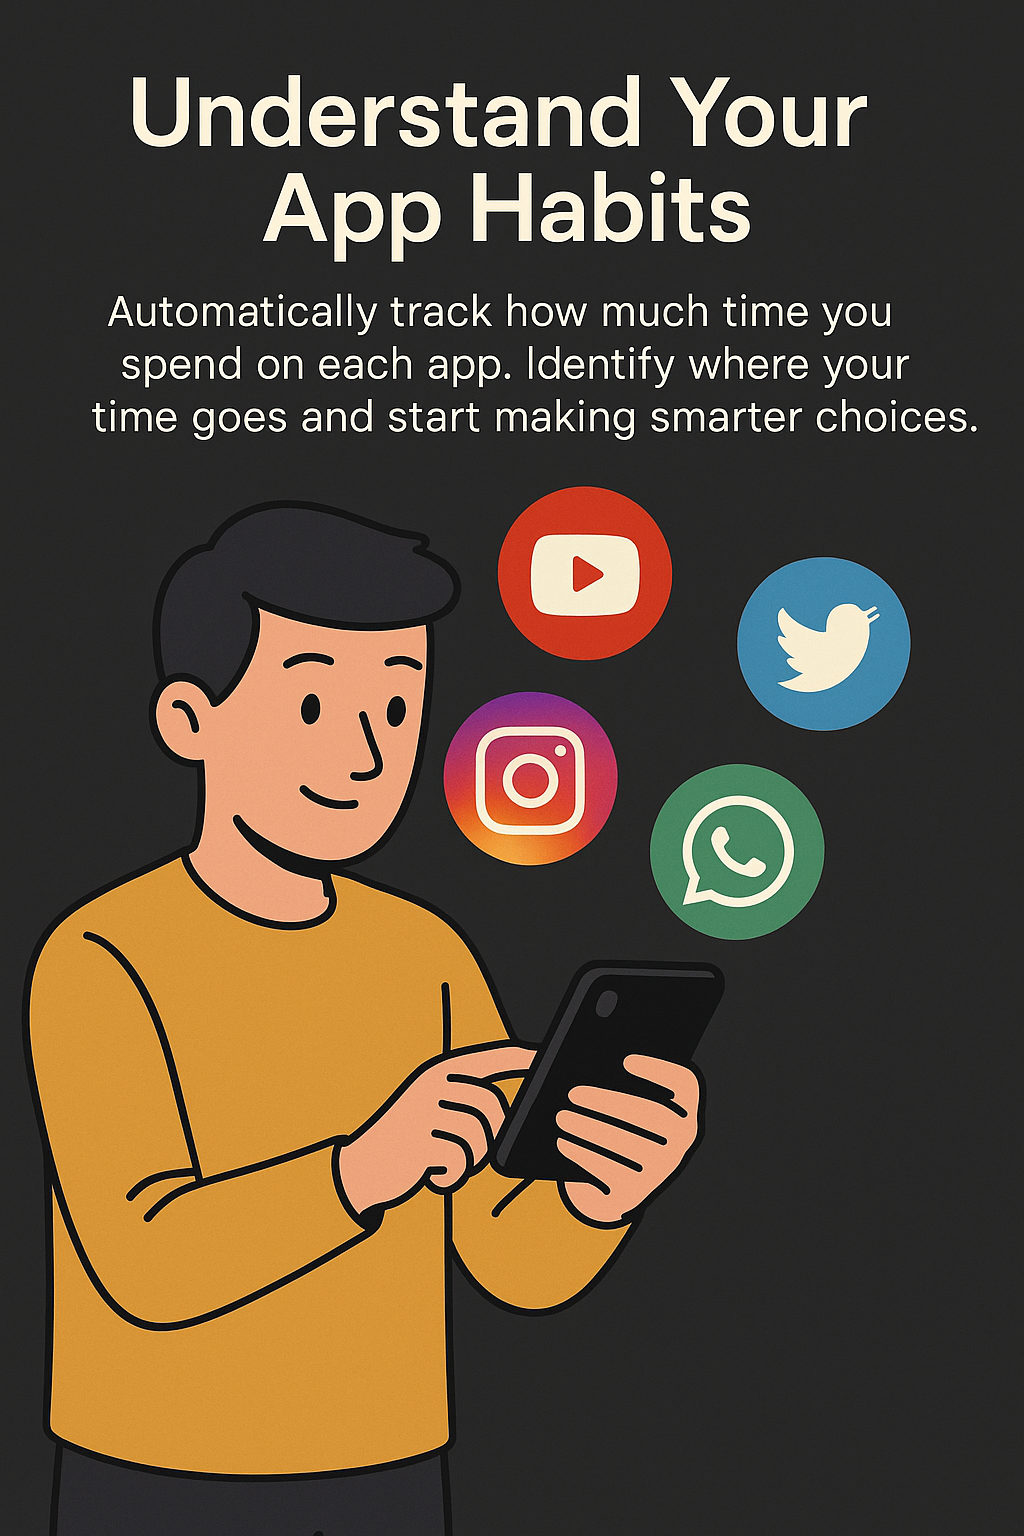 Understand Your
App Habits
Automatically track how much time you
spend on each app. Identify where your
time goes and start making smarter choices.